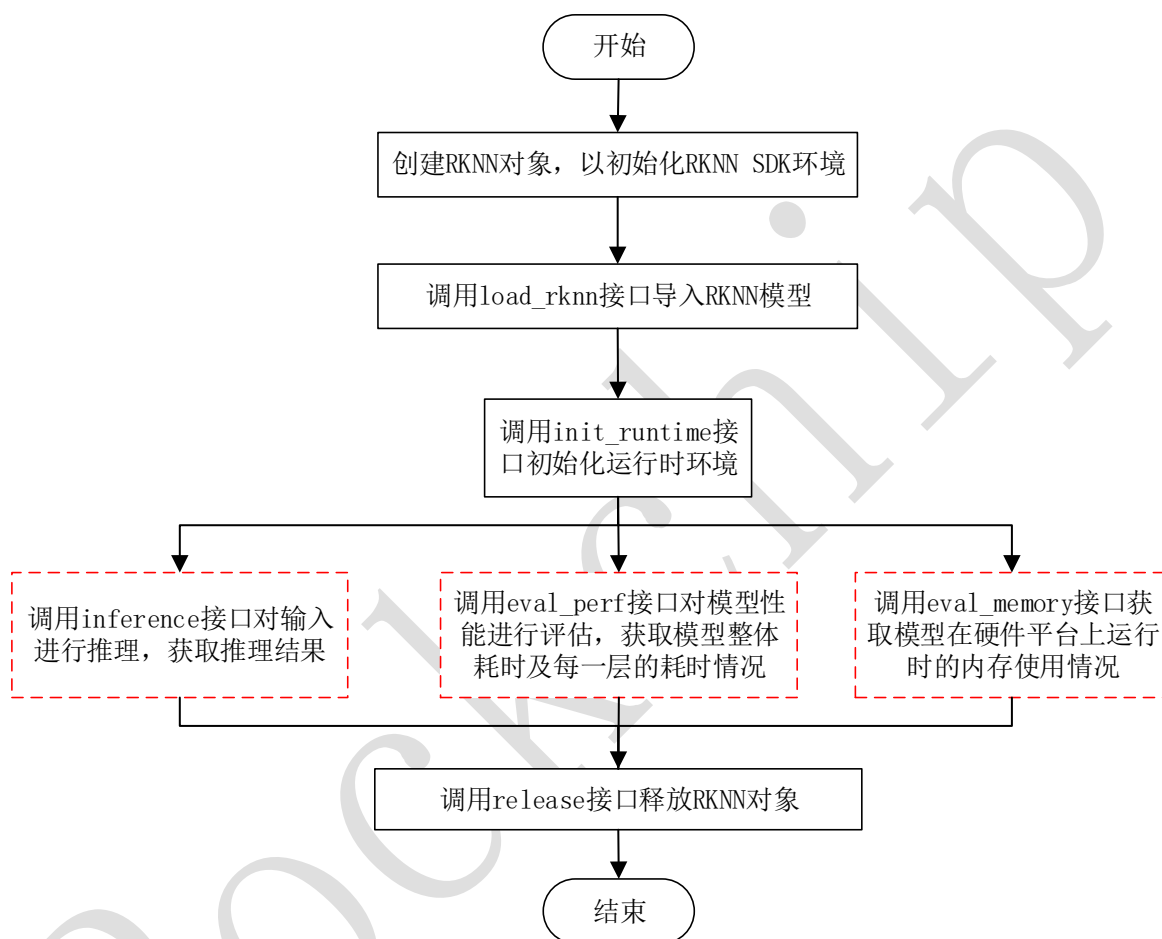 开始
创建RKNN对象，以初始化RKNN SDK环境
调用load_rknn接口导入RKNN模型
调用init_runtime接
口初始化运行时环境
调用inference接口对输入
进行推理，获取推理结果
调用eval_perf接口对模型性
能进行评估，获取模型整体
耗时及每一层的耗时情况
调用eval_memory接口获
取模型在硬件平台上运行
时的内存使用情况
调用release接口释放RKNN对象
结束
Rockchip